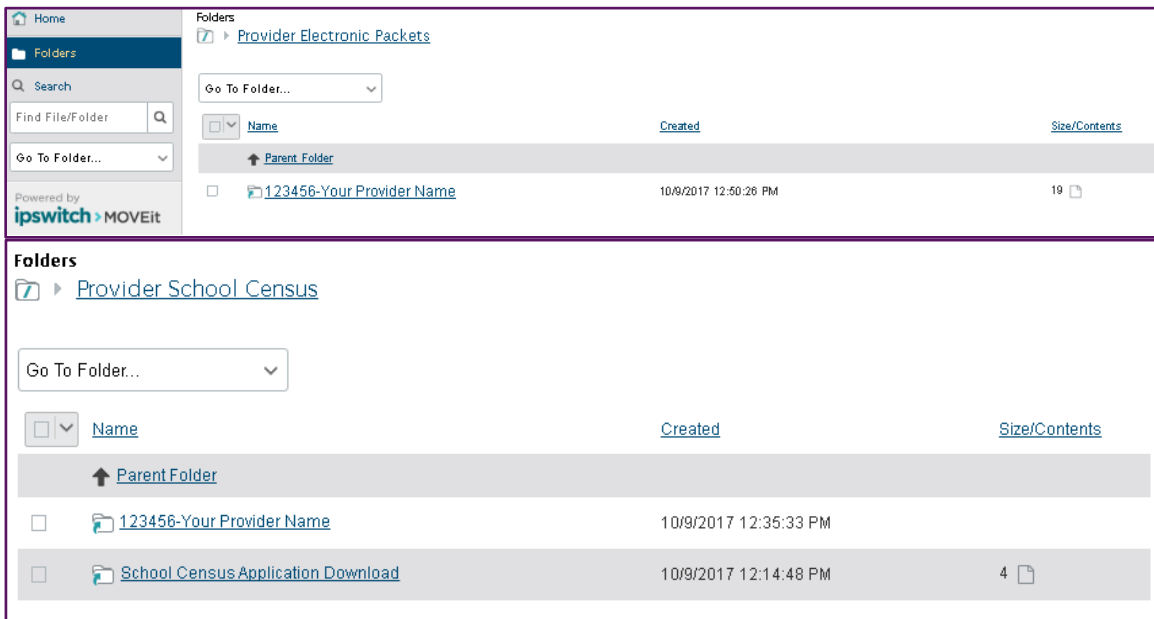 Home
Folders
Search
Find File/Folder
Go To Folder...
Powered by
ipswitch MOVEit
Folders
Provider Electronic Packets
Go To Folder...
Name Created Size/Contents
Parent Folder
123456-Your Provider Name 10/9/2017 12:50:26 PM 19
Folders
Provider School Census
Go To Folder...
Name Created Size/Contents
Parent Folder
123456-Your Provider Name 10/9/2017 12:35:33 PM
School Census Application Download 10/9/2017 12:14:48 PM 4